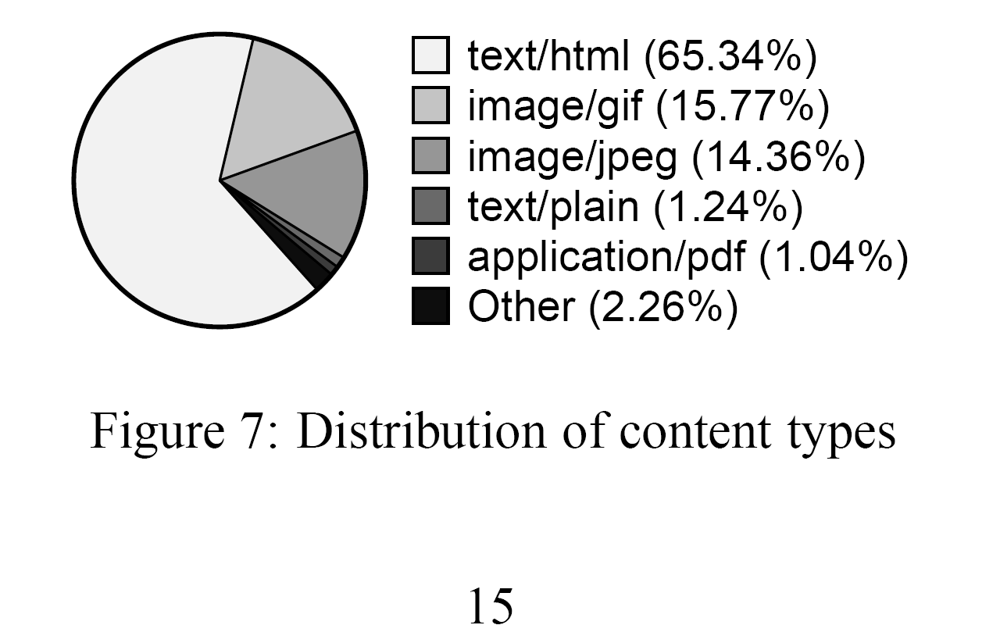 text/html (65.34%)
image/gif (15.77%)
image/jpeg (14.36%)
text/plain (1.24%)
application/pdf (1.04%)
Other (2.26%)
Figure 7: Distribution of content types
15